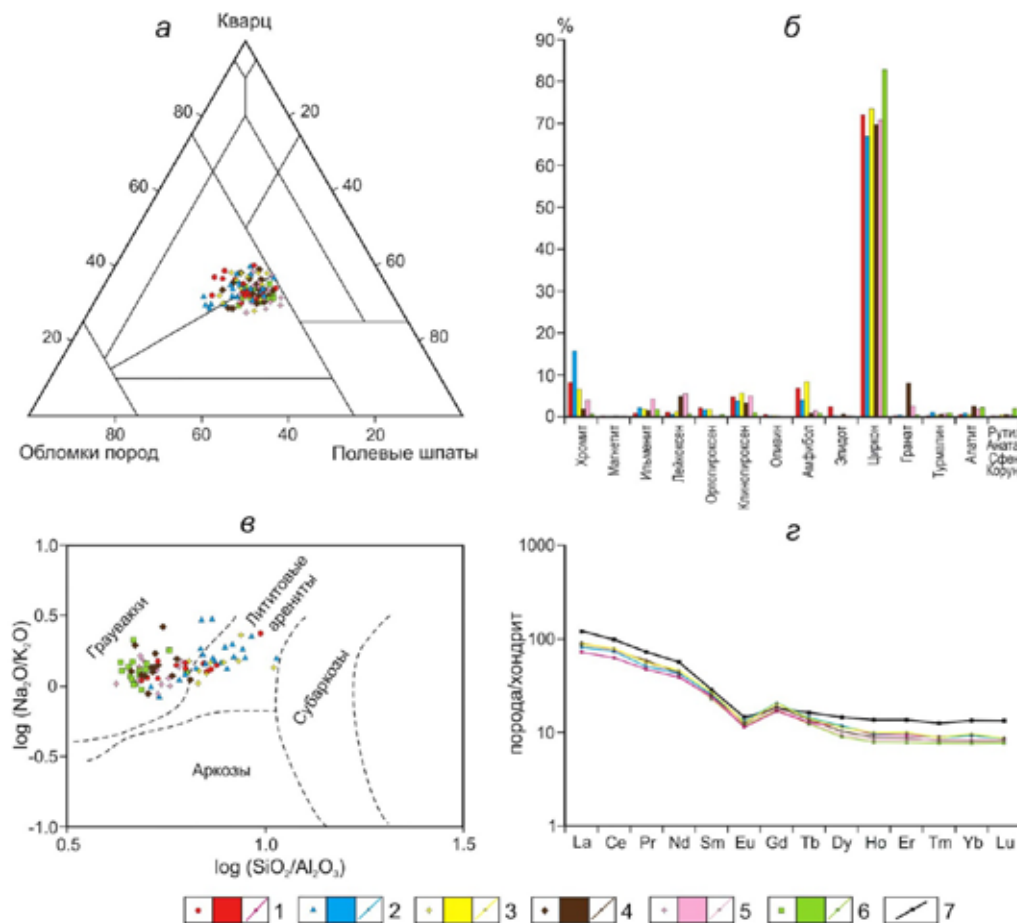 а
Кварц
80
20
60
40
40
60
20
80
80
60
40
20
Обломки пород
Полевые шпаты
б
%
90
80
70
60
50
40
30
20
10
0
Хромит
Магнетит
Ильменит
Лейкоксен
Ортопироксен
Клинопироксен
Оливин
Амфибол
Эпидот
Циркон
Гранат
Турмалин
Апатит
Рути
Аната
Сфен
Корун
в
log (Na₂O/K₂O)
1.0
0.5
0
-0.5
-1.0
Граувакки
Лититовые
арениты
Субаркозы
Аркозы
0.5
1.0
1.5
log (SiO₂/Al₂O₃)
г
порода/хондрит
1000
100
10
1
La Ce Pr Nd Sm Eu Gd Tb Dy Ho Er Tm Yb Lu
1 2 3 4 5 6 7